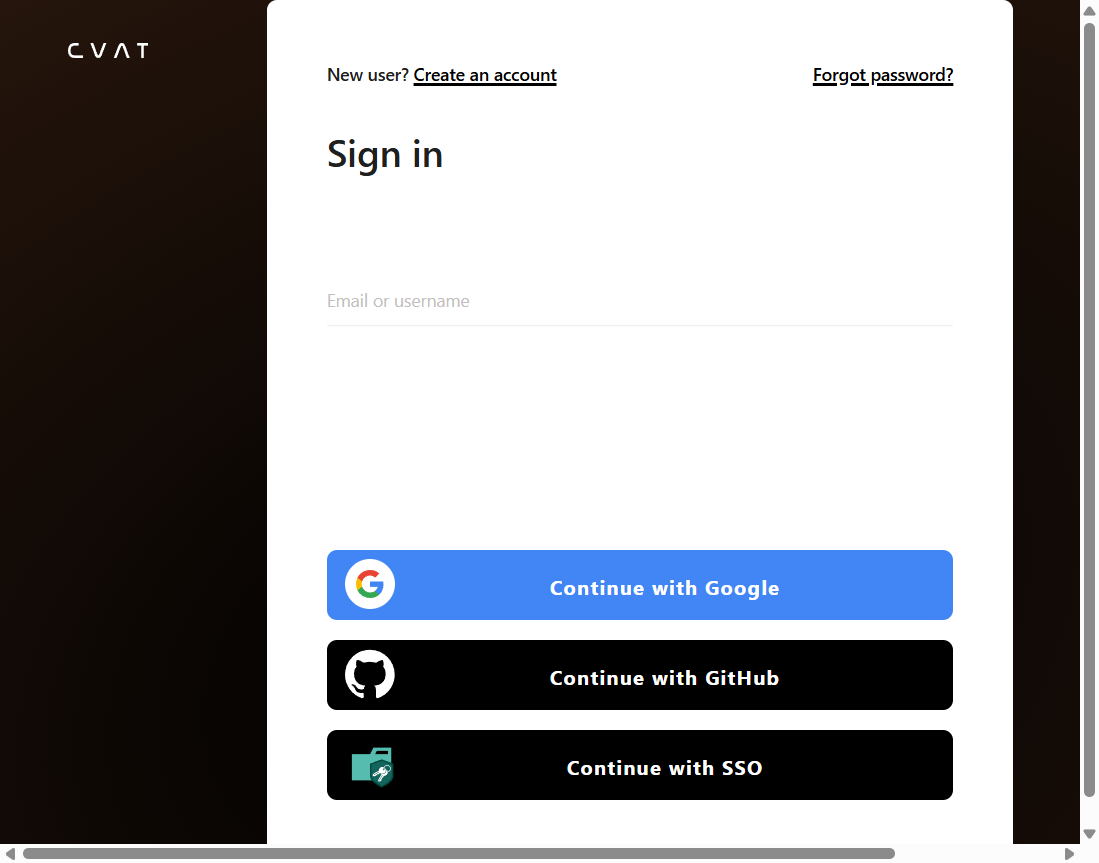 CVAT
New user? Create an account
Forgot password?
Sign in
Email or username
Continue with Google
Continue with GitHub
Continue with SSO